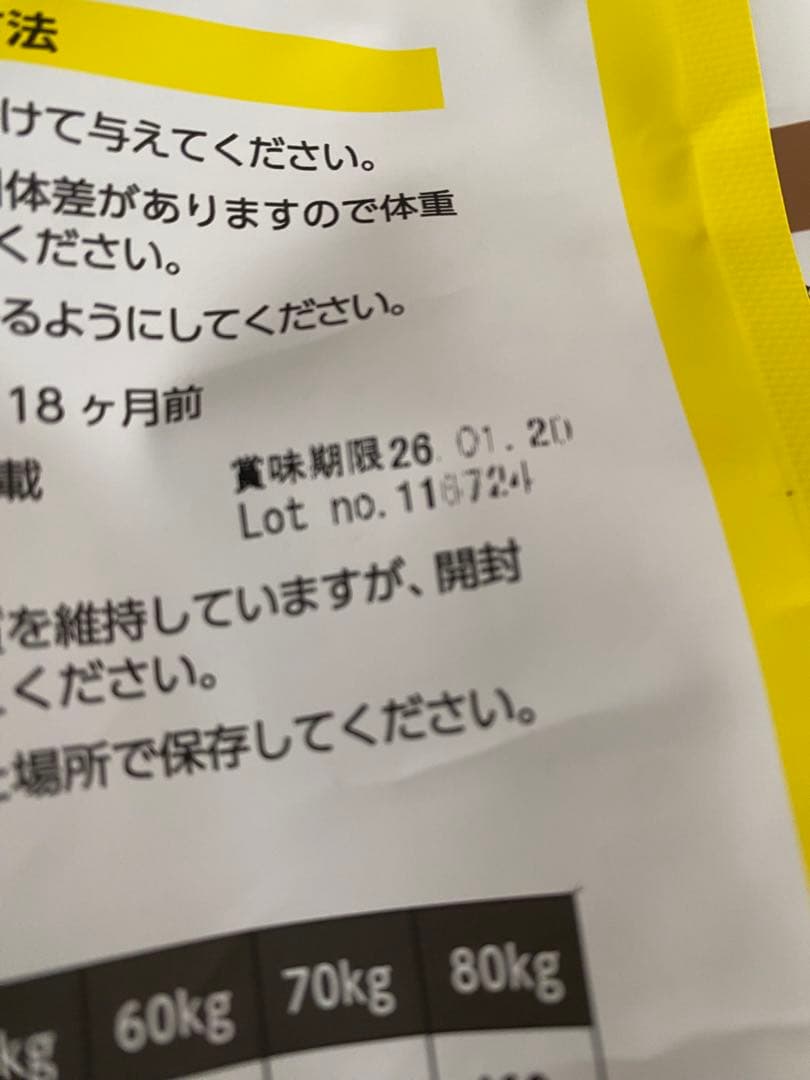 法
けて与えてください。
体差がありますので体重
ください。
るようにしてください。
18ヶ月前
載
賞味期限26.01.20
Lot no.
を維持していますが、開封
ください。
場所で保存してください。
kg 60kg 70kg 80kg